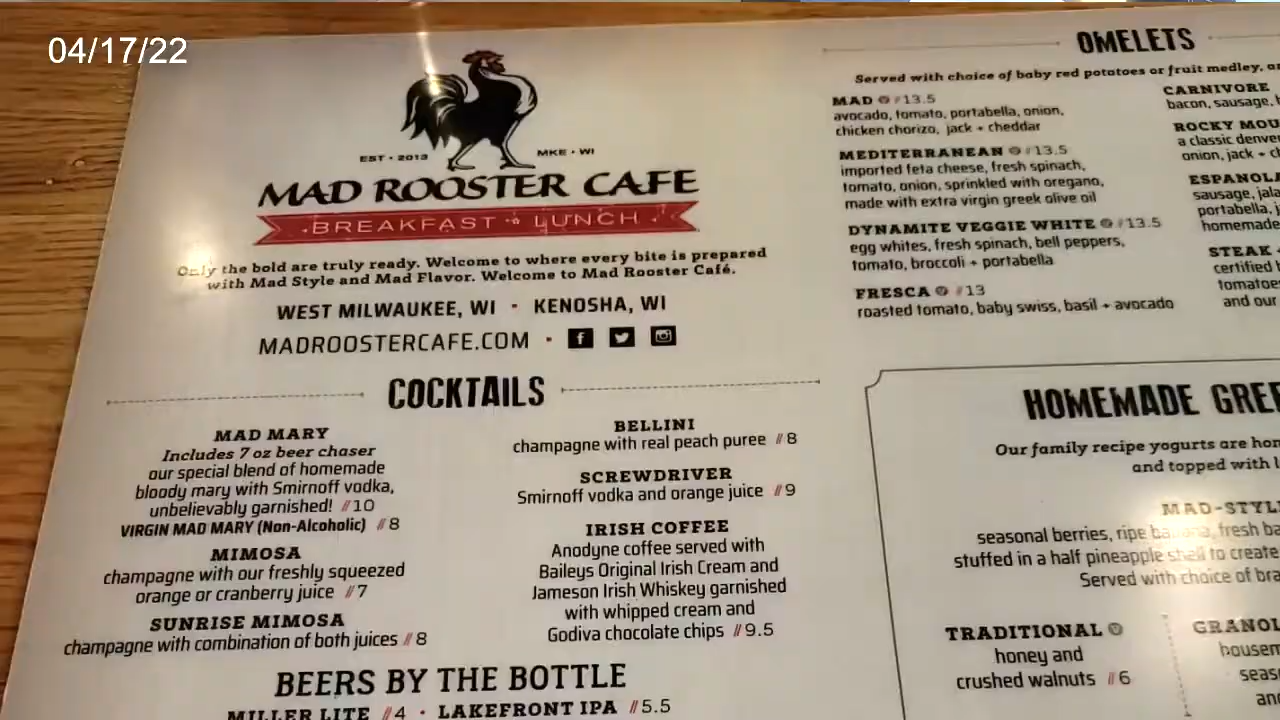 04/17/22
EST • 2013
MKE • WI
MAD ROOSTER CAFE
BREAKFAST LUNCH
Only the bold are truly ready. Welcome to where every bite is prepared
with Mad Style and Mad Flavor. Welcome to Mad Rooster Café.
WEST MILWAUKEE, WI • KENOSHA, WI
MADROOSTERCAFE.COM •
COCKTAILS
MAD MARY
Includes 7 oz beer chaser
our special blend of homemade
bloody mary with Smirnoff vodka,
unbelievably garnished! //10
VIRGIN MAD MARY (Non-Alcoholic) //8
MIMOSA
champagne with our freshly squeezed
orange or cranberry juice //7
SUNRISE MIMOSA
champagne with combination of both juices //8
BELLINI
champagne with real peach puree //8
SCREWDRIVER
Smirnoff vodka and orange juice //9
IRISH COFFEE
Anodyne coffee served with
Baileys Original Irish Cream and
Jameson Irish Whiskey garnished
with whipped cream and
Godiva chocolate chips //9.5
BEERS BY THE BOTTLE
MILLER LITE //4 • LAKEFRONT IPA //5.5
OMELETS
Served with choice of baby red potatoes or fruit medley,
MAD //13.5
avocado, tomato, portabella, onion,
chicken chorizo, jack + cheddar
MEDITERRANEAN //13.5
imported feta cheese, fresh spinach,
tomato, onion, sprinkled with oregano,
made with extra virgin greek olive oil
DYNAMITE VEGGIE WHITE //13.5
egg whites, fresh spinach, bell peppers,
tomato, broccoli + portabella
FRESCA //13
roasted tomato, baby swiss, basil + avocado
CARNIVORE
bacon, sausage,
ROCKY MOU
a classic denve
onion, jack + c
ESPANOLA
sausage, jala
portabella,
homemade
STEAK
certified
tomatoes
and our
HOMEMADE GREE
Our family recipe yogurts are hom
and topped with
MAD-STYL
seasonal berries, ripe banana, fresh ba
stuffed in a half pineapple shell to create
Served with choice of bra
TRADITIONAL
honey and
crushed walnuts //6
GRANOL
housem
seas
an